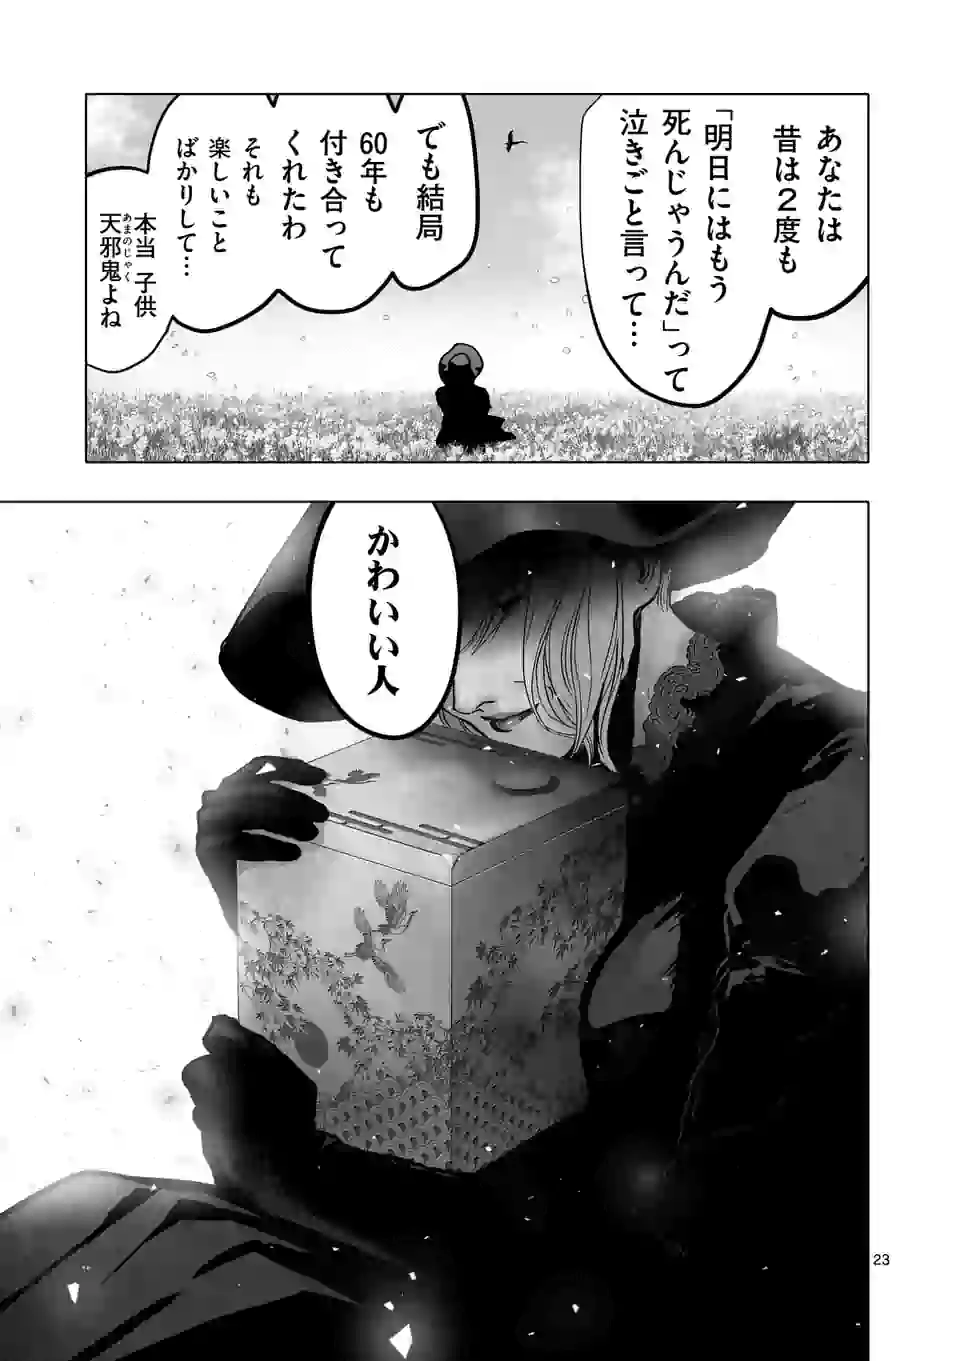 あなたは
昔は2度も
「明日にはもう
死んじゃうんだ」って
泣きごと言って…
でも結局
60年も
付き合って
くれたわ
それも
楽しいこと
ばかりして…
本当 子供
天邪鬼よね
あまのじゃく
かわいい人
23